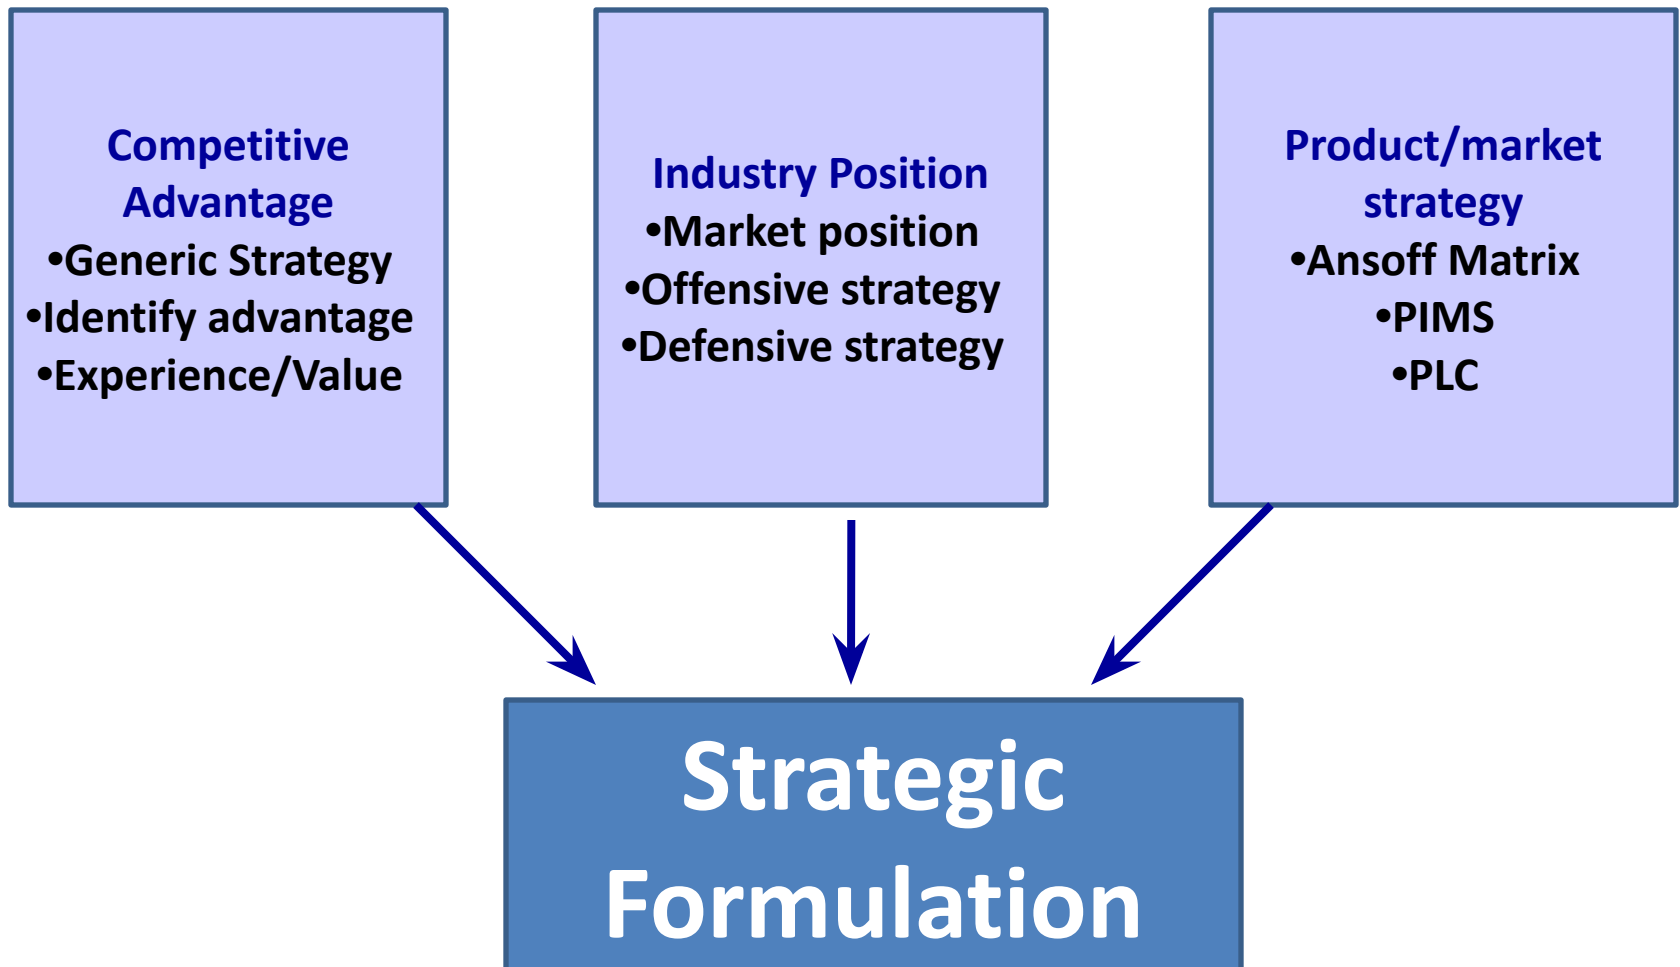 Competitive
Advantage
•Generic Strategy
•Identify advantage
•Experience/Value
Industry Position
•Market position
•Offensive strategy
•Defensive strategy
Product/market
strategy
•Ansoff Matrix
•PIMS
•PLC
Strategic
Formulation